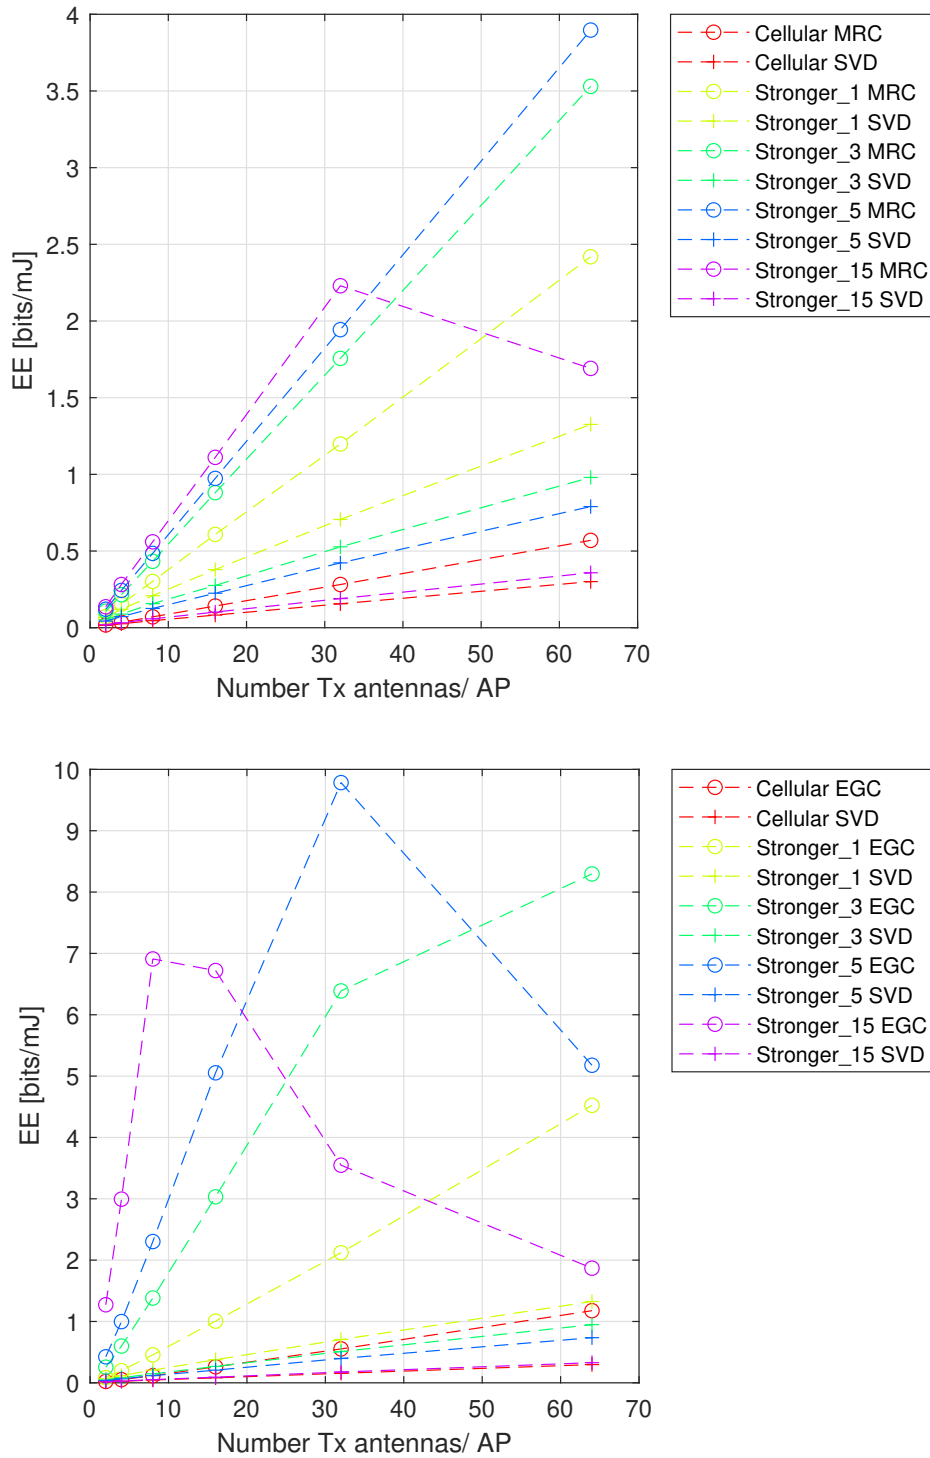 4
3.5
3
2.5
2
1.5
1
0.5
0
EE [bits/mJ]
0 10 20 30 40 50 60 70
Number Tx antennas/ AP
Cellular MRC
Cellular SVD
Stronger_1 MRC
Stronger_1 SVD
Stronger_3 MRC
Stronger_3 SVD
Stronger_5 MRC
Stronger_5 SVD
Stronger_15 MRC
Stronger_15 SVD
10
9
8
7
6
5
4
3
2
1
0
EE [bits/mJ]
0 10 20 30 40 50 60 70
Number Tx antennas/ AP
Cellular EGC
Cellular SVD
Stronger_1 EGC
Stronger_1 SVD
Stronger_3 EGC
Stronger_3 SVD
Stronger_5 EGC
Stronger_5 SVD
Stronger_15 EGC
Stronger_15 SVD